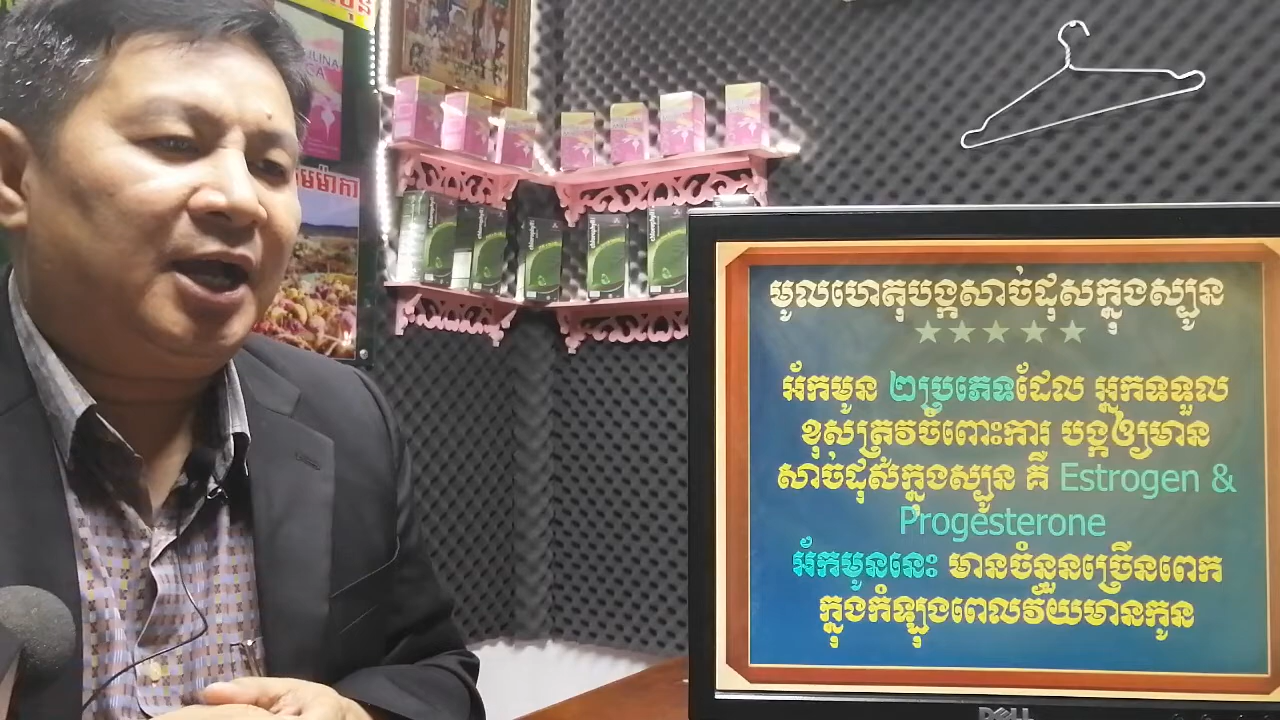 មូលហេតុបង្កសាច់ដុសក្នុងស្បូន
អ័រមូន ២ប្រភេទដែល អ្នកទទួល
ខុសត្រូវចំពោះការ បង្កឲ្យមាន
សាច់ដុសក្នុងស្បូន គឺ Estrogen &
Progesterone
អ័រមូននេះ មានចំនួនច្រើនពេក
ក្នុងកំឡុងពេលវ័យមានកូន
DELL